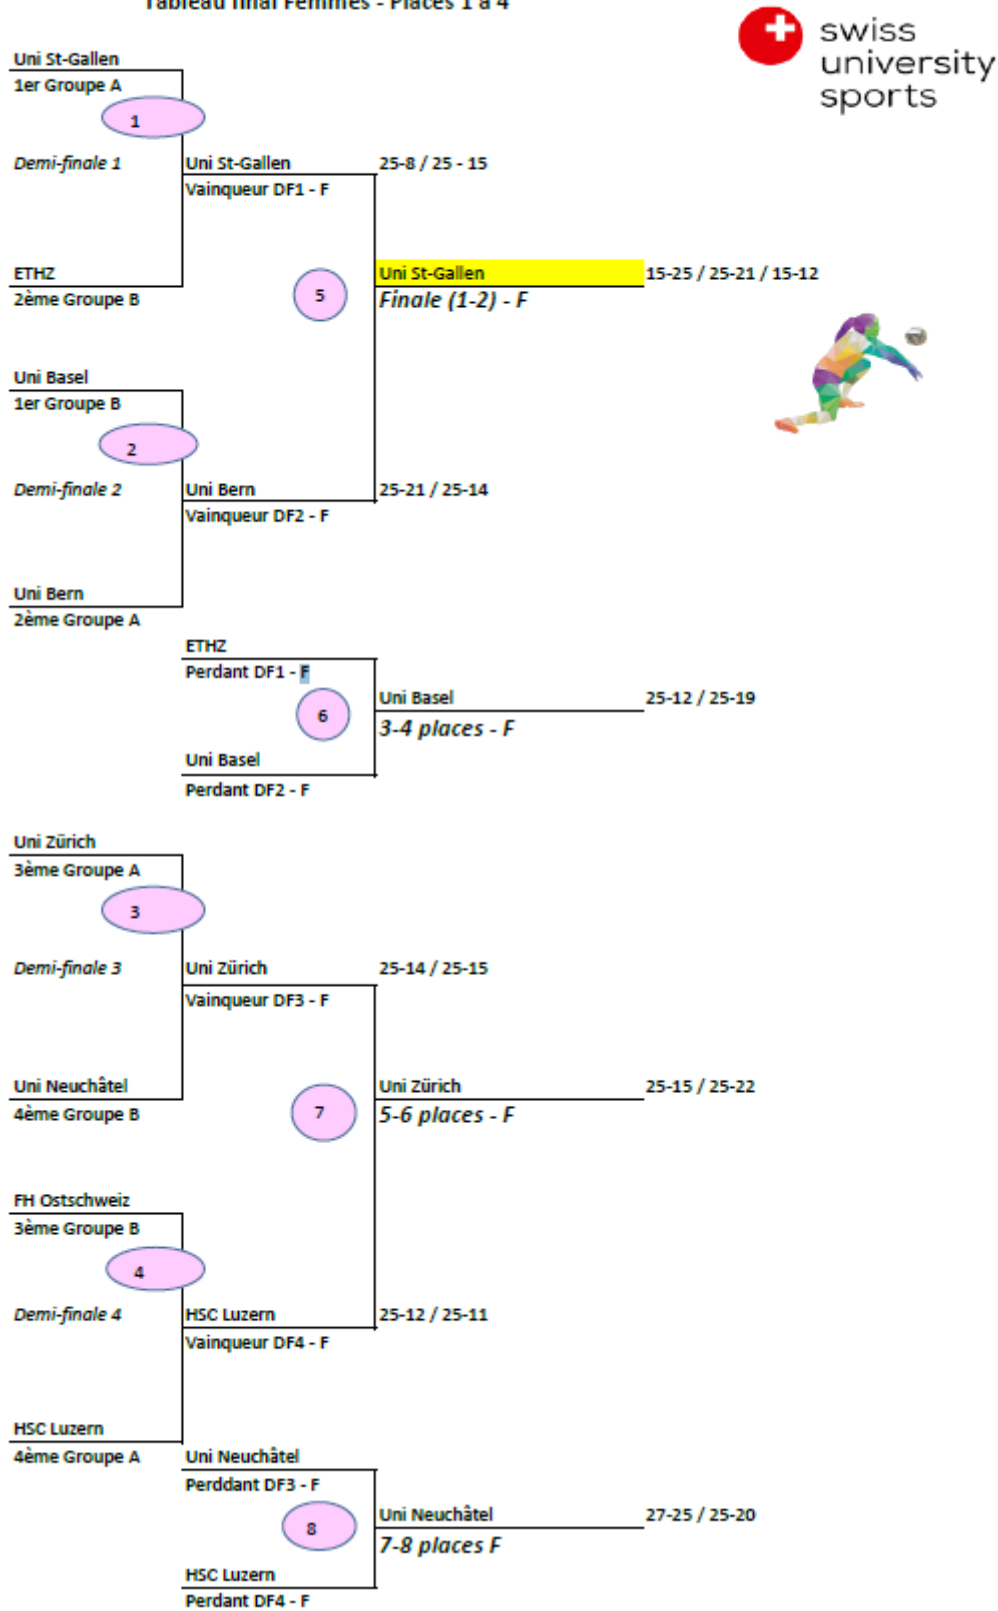 Tableau final Femmes - Places 1 à 4
swiss
university
sports
Uni St-Gallen
1er Groupe A
1
Demi-finale 1
Uni St-Gallen
25-8 / 25 - 15
Vainqueur DF1 - F
ETHZ
2ème Groupe B
5
Uni St-Gallen
15-25 / 25-21 / 15-12
Finale (1-2) - F
Uni Basel
1er Groupe B
2
Demi-finale 2
Uni Bern
25-21 / 25-14
Vainqueur DF2 - F
Uni Bern
2ème Groupe A
ETHZ
Perdant DF1 - F
6
Uni Basel
25-12 / 25-19
3-4 places - F
Uni Basel
Perdant DF2 - F
Uni Zürich
3ème Groupe A
3
Demi-finale 3
Uni Zürich
25-14 / 25-15
Vainqueur DF3 - F
Uni Neuchâtel
4ème Groupe B
7
Uni Zürich
25-15 / 25-22
5-6 places - F
FH Ostschweiz
3ème Groupe B
4
Demi-finale 4
HSC Luzern
25-12 / 25-11
Vainqueur DF4 - F
HSC Luzern
4ème Groupe A
Uni Neuchâtel
Perddant DF3 - F
8
Uni Neuchâtel
27-25 / 25-20
7-8 places F
HSC Luzern
Perdant DF4 - F